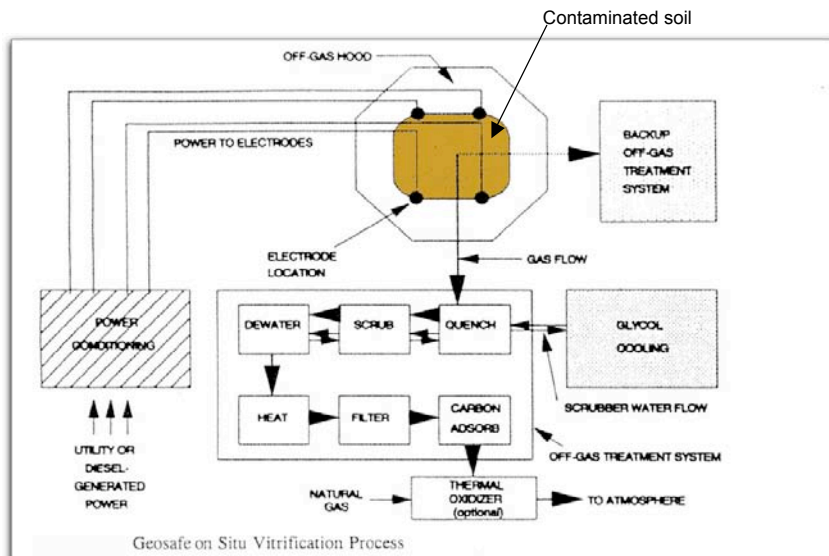 Contaminated soil
OFF-GAS HOOD
POWER TO ELECTRODES
BACKUP
OFF-GAS
TREATMENT
SYSTEM
ELECTRODE
LOCATION
GAS FLOW
POWER
CONDITIONING
DEWATER
SCRUB
QUENCH
GLYCOL
COOLING
HEAT
FILTER
CARBON
ADSORB
SCRUBBER WATER FLOW
OFF-GAS TREATMENT SYSTEM
UTILITY OR
DIESEL-
GENERATED
POWER
NATURAL
GAS
THERMAL
OXIDIZER
(optional)
TO ATMOSPHERE
Geosafe on Situ Vitrification Process